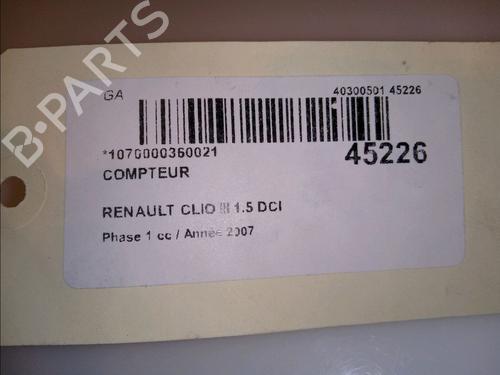 GA
40300501 45226
*1070000360021
45226
COMPTEUR
RENAULT CLIO III 1.5 DCI
Phase 1 cc / Année 2007
B-PARTS